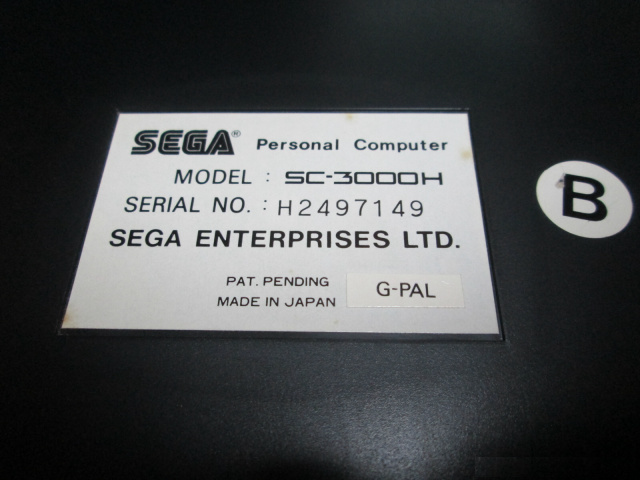 SEGA® Personal Computer
MODEL : SC-3000H
SERIAL NO. : H2497149
SEGA ENTERPRISES LTD.
PAT. PENDING
MADE IN JAPAN
G-PAL
B